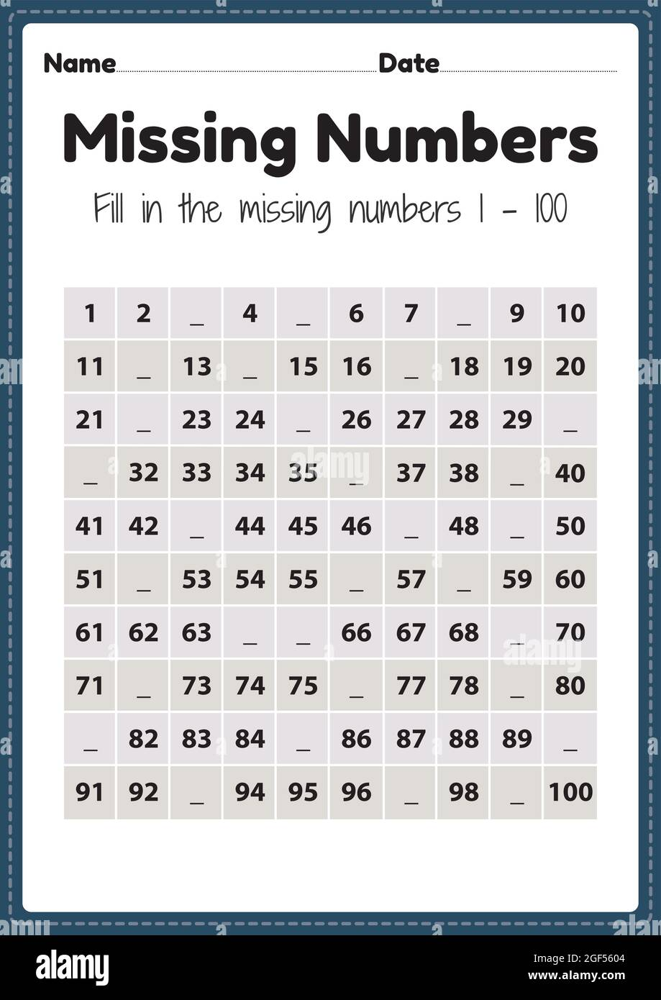 Name Date
Missing Numbers
Fill in the missing numbers 1 - 100
1 2 _ 4 _ 6 7 _ 9 10
11 _ 13 _ 15 16 _ 18 19 20
21 _ 23 24 _ 26 27 28 29 _
_ 32 33 34 35 _ 37 38 _ 40
41 42 _ 44 45 46 _ 48 _ 50
51 _ 53 54 55 _ 57 _ 59 60
61 62 63 _ _ 66 67 68 _ 70
71 _ 73 74 75 _ 77 78 _ 80
_ 82 83 84 _ 86 87 88 89 _
91 92 _ 94 95 96 _ 98 _ 100
alamy
alamy
alamy
Image ID: 2GF5604
www.alamy.com